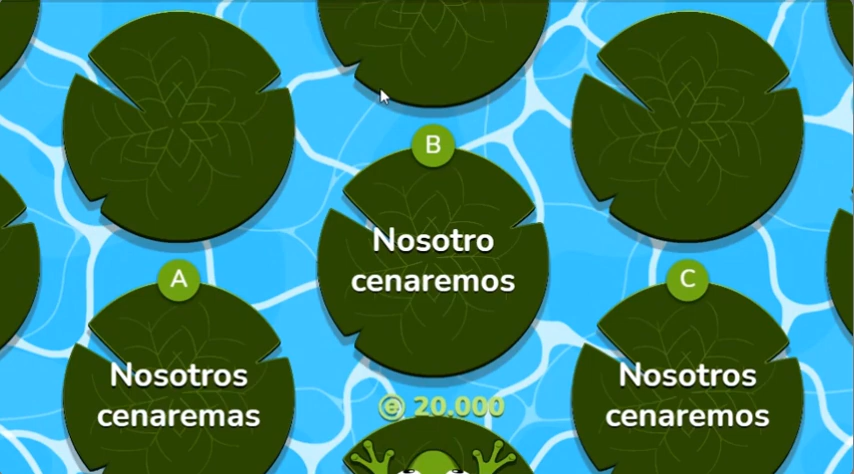 B
Nosotro
cenaremos
A
Nosotros
cenaremas
C
Nosotros
cenaremos
ⓔ 20.000